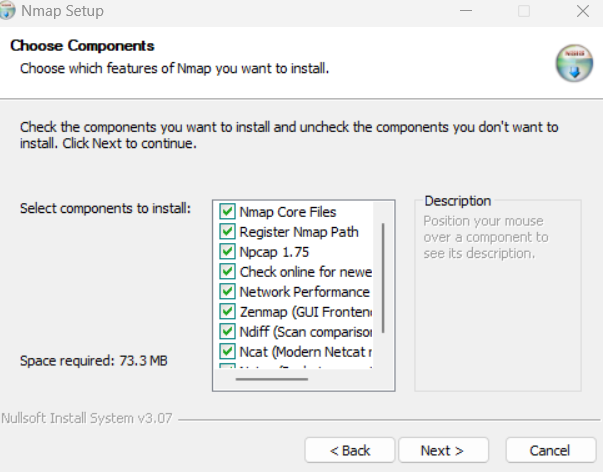 Nmap Setup
Choose Components
Choose which features of Nmap you want to install.
Check the components you want to install and uncheck the components you don't want to
install. Click Next to continue.
Select components to install:
Nmap Core Files
Register Nmap Path
Npcap 1.75
Check online for newe
Network Performance
Zenmap (GUI Fronten
Ndiff (Scan comparisor
Ncat (Modern Netcat r
Space required: 73.3 MB
Description
Position your mouse
over a component to
see its description.
Nullsoft Install System v3.07
< Back
Next >
Cancel